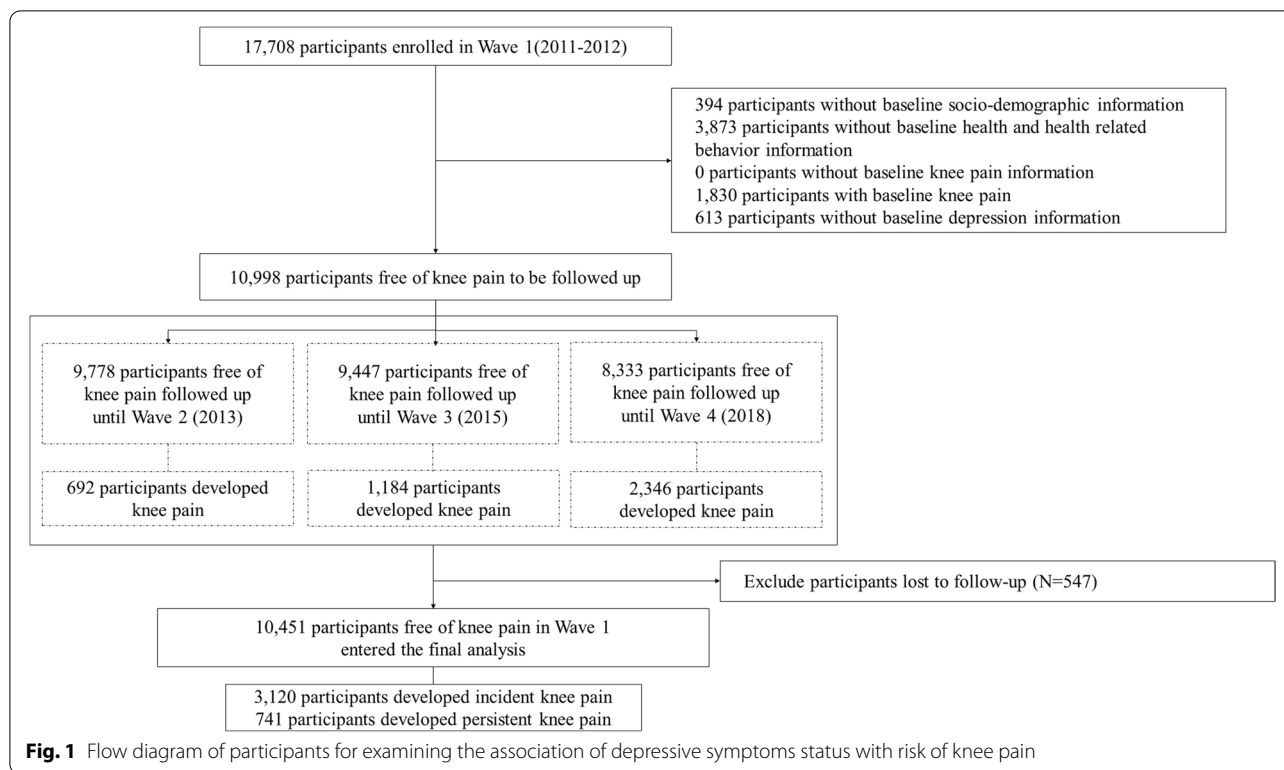 17,708 participants enrolled in Wave 1(2011-2012)
394 participants without baseline socio-demographic information
3,873 participants without baseline health and health related
behavior information
0 participants without baseline knee pain information
1,830 participants with baseline knee pain
613 participants without baseline depression information
10,998 participants free of knee pain to be followed up
9,778 participants free of
knee pain followed up
until Wave 2 (2013)
9,447 participants free of
knee pain followed up
until Wave 3 (2015)
8,333 participants free of
knee pain followed up
until Wave 4 (2018)
692 participants developed
knee pain
1,184 participants
developed knee pain
2,346 participants
developed knee pain
Exclude participants lost to follow-up (N=547)
10,451 participants free of knee pain in Wave 1
entered the final analysis
3,120 participants developed incident knee pain
741 participants developed persistent knee pain
Fig. 1 Flow diagram of participants for examining the association of depressive symptoms status with risk of knee pain